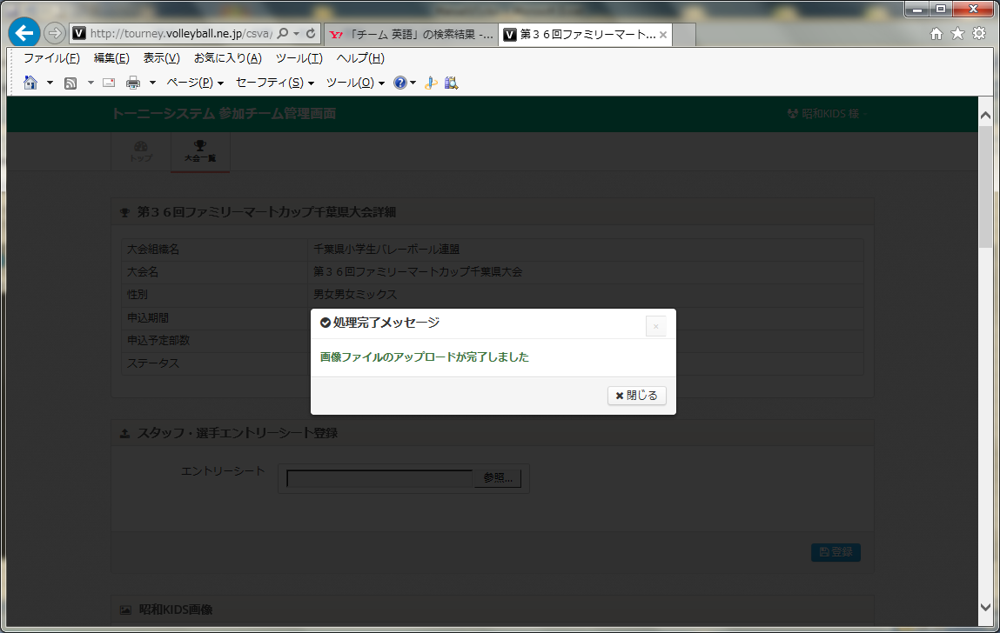 http://tourney.volleyball.ne.jp/csva/
「チーム 英語」の検索結果 -...
第３６回ファミリーマート...
ファイル(F) 編集(E) 表示(V) お気に入り(A) ツール(T) ヘルプ(H)
ページ(P) セーフティ(S) ツール(O)
トーニーシステム 参加チーム管理画面
昭和KIDS 様
トップ
大会一覧
第３６回ファミリーマートカップ千葉県大会詳細
大会組織名 千葉県小学生バレーボール連盟
大会名 第３６回ファミリーマートカップ千葉県大会
性別 男女男女ミックス
申込期間
申込予定部数
ステータス
処理完了メッセージ
画像ファイルのアップロードが完了しました
閉じる
スタッフ・選手エントリーシート登録
エントリーシート 参照...
登録
昭和KIDS画像